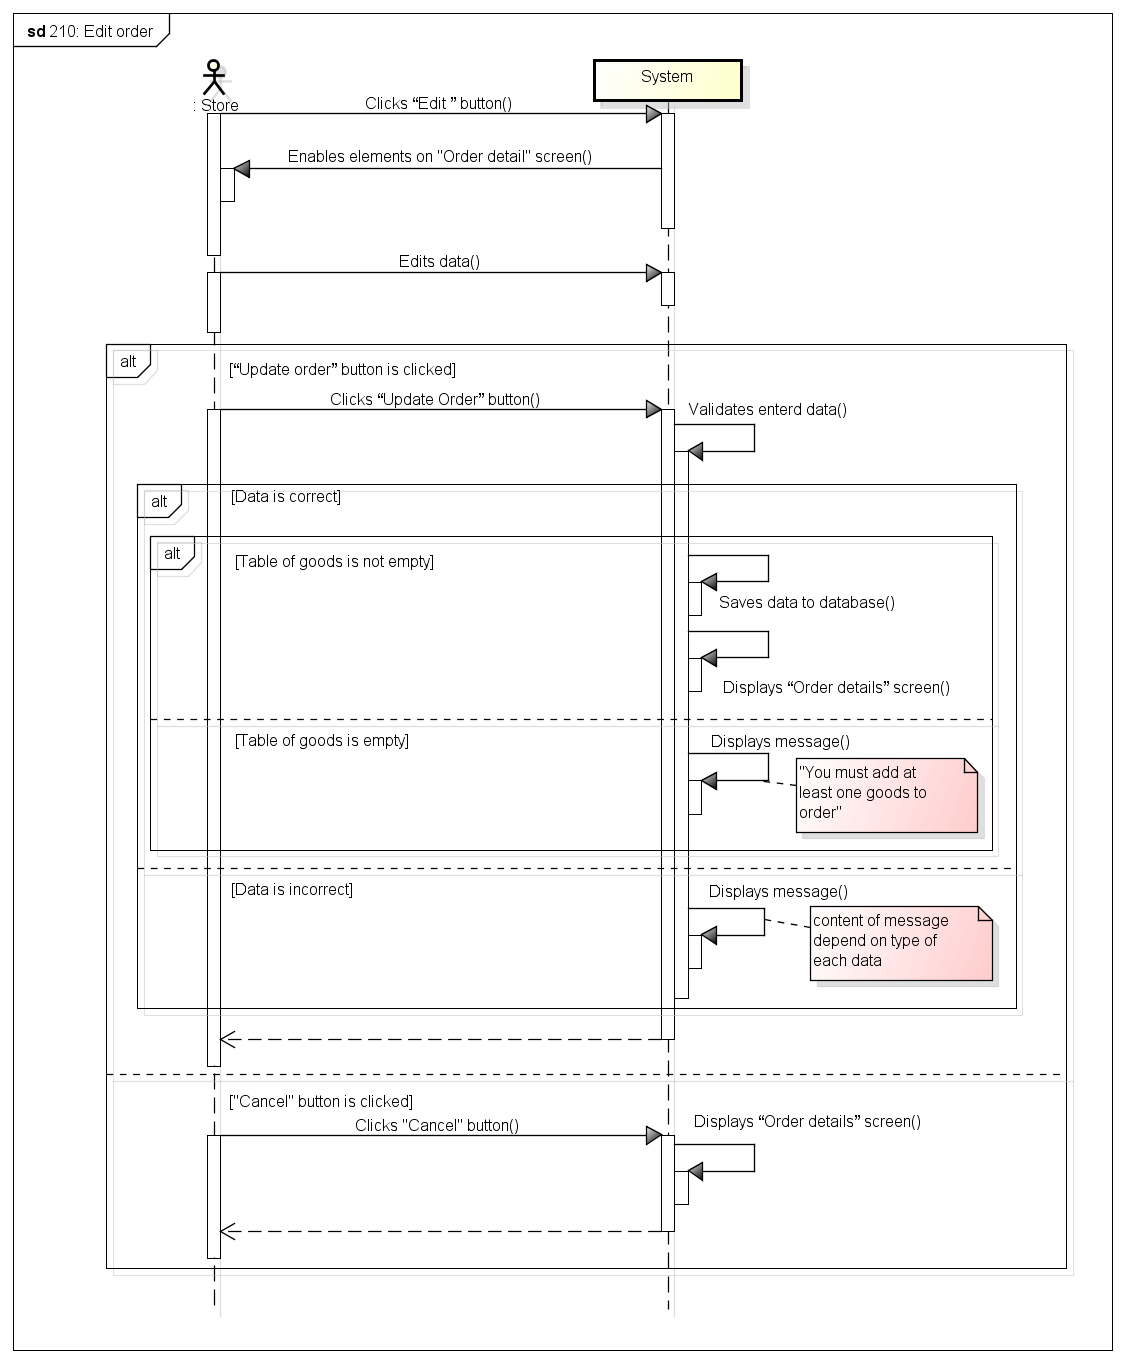 sd 210: Edit order
: Store
System
Clicks “Edit ” button()
Enables elements on "Order detail" screen()
Edits data()
alt
[“Update order” button is clicked]
Clicks “Update Order” button()
Validates enterd data()
alt
[Data is correct]
alt
[Table of goods is not empty]
Saves data to database()
Displays “Order details” screen()
[Table of goods is empty]
Displays message()
"You must add at
least one goods to
order"
[Data is incorrect]
Displays message()
content of message
depend on type of
each data
["Cancel" button is clicked]
Clicks "Cancel" button()
Displays “Order details” screen()